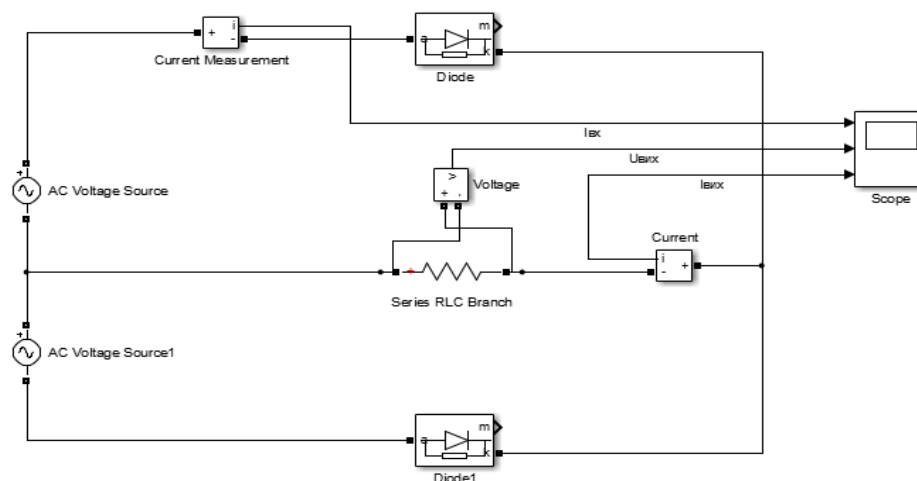 +
i
-
Current Measurement
a
m
k
Diode
Iвх
Uвих
Iвих
Scope
+
AC Voltage Source
v
+ -
Voltage
Current
i
-
+
+
Series RLC Branch
+
AC Voltage Source1
a
m
k
Diode1